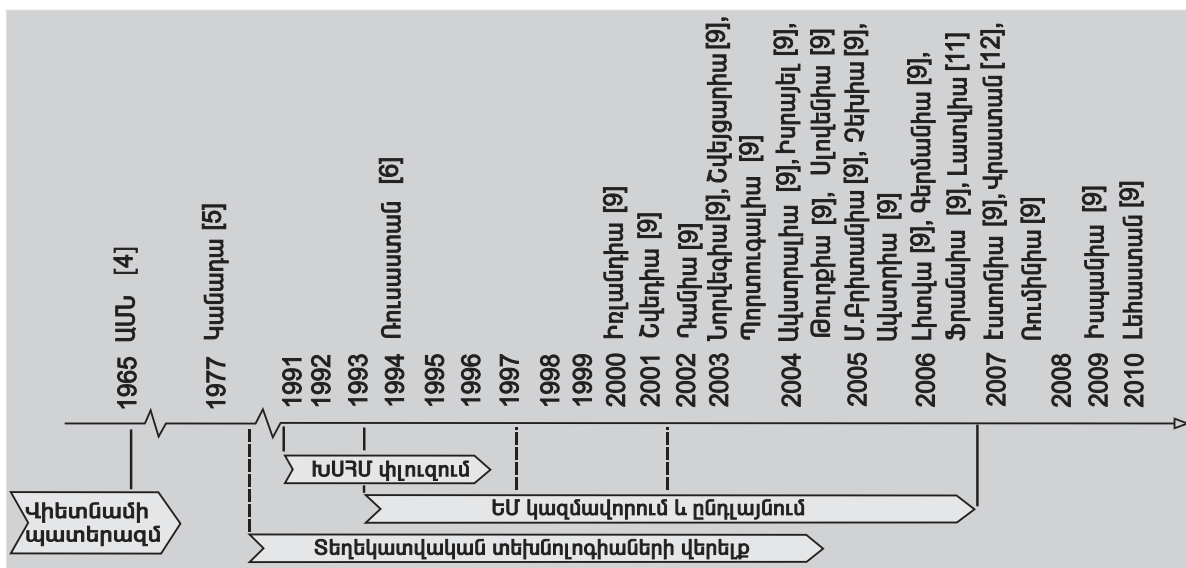 1965 ԱՄՆ [4]
1977 Կանադա [5]
1991
1992
1993
1994 Ռուսաստան [6]
1995
1996
1997
1998
1999
2000 Իռլանդիա [9]
2001 Շվեդիա [9]
2002 Դանիա [9]
2003 Նորվեգիա [9], Շվեյցարիա [9],
Պորտուգալիա [9]
2004 Ավստրալիա [9], Իսրայել [9],
Թուրքիա [9], Սլովենիա [9]
2005 Մ.Բրիտանիա [9], Չեխիա [9],
Ավստրիա [9]
2006 Լիտվա [9], Գերմանիա [9],
Ֆրանսիա [9], Լատվիա [11]
2007 Էստոնիա [9], Վրաստան [12],
Ռումինիա [9]
2008
2009 Իսպանիա [9]
2010 Լեհաստան [9]
ԽՍՀՄ փլուզում
Վիետնամի
պատերազմ
ԵՄ կազմավորում և ընդլայնում
Տեղեկատվական տեխնոլոգիաների վերելք